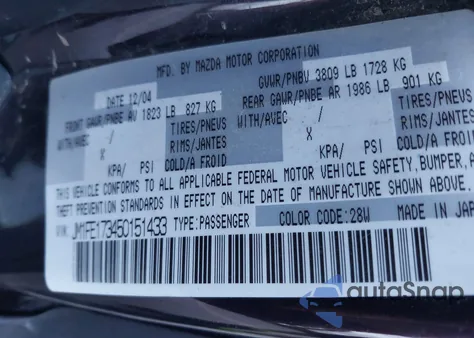 MFD. BY MAZDA MOTOR CORPORATION
DATE 12/04 GVWR/PNBV 3809 LB 1728 KG
FRONT GAWR/PNBE AV 1823 LB 827 KG REAR GAWR/PNBE AR 1986 LB 901 KG
WITH/AVEC / TIRES/PNEUS WITH/AVEC / TIRES/PNEUS
X RIMS/JANTES X RIMS/JANTES
KPA/ PSI COLD/A FROID KPA/ PSI COLD/A FROID
THIS VEHICLE CONFORMS TO ALL APPLICABLE FEDERAL MOTOR VEHICLE SAFETY, BUMPER,
STANDARDS IN EFFECT ON THE DATE OF MANUFACTURE SHOWN ABOVE.
VIN: JM1FE173450151433 TYPE:PASSENGER COLOR CODE:28W MADE IN JAP
autoSnap